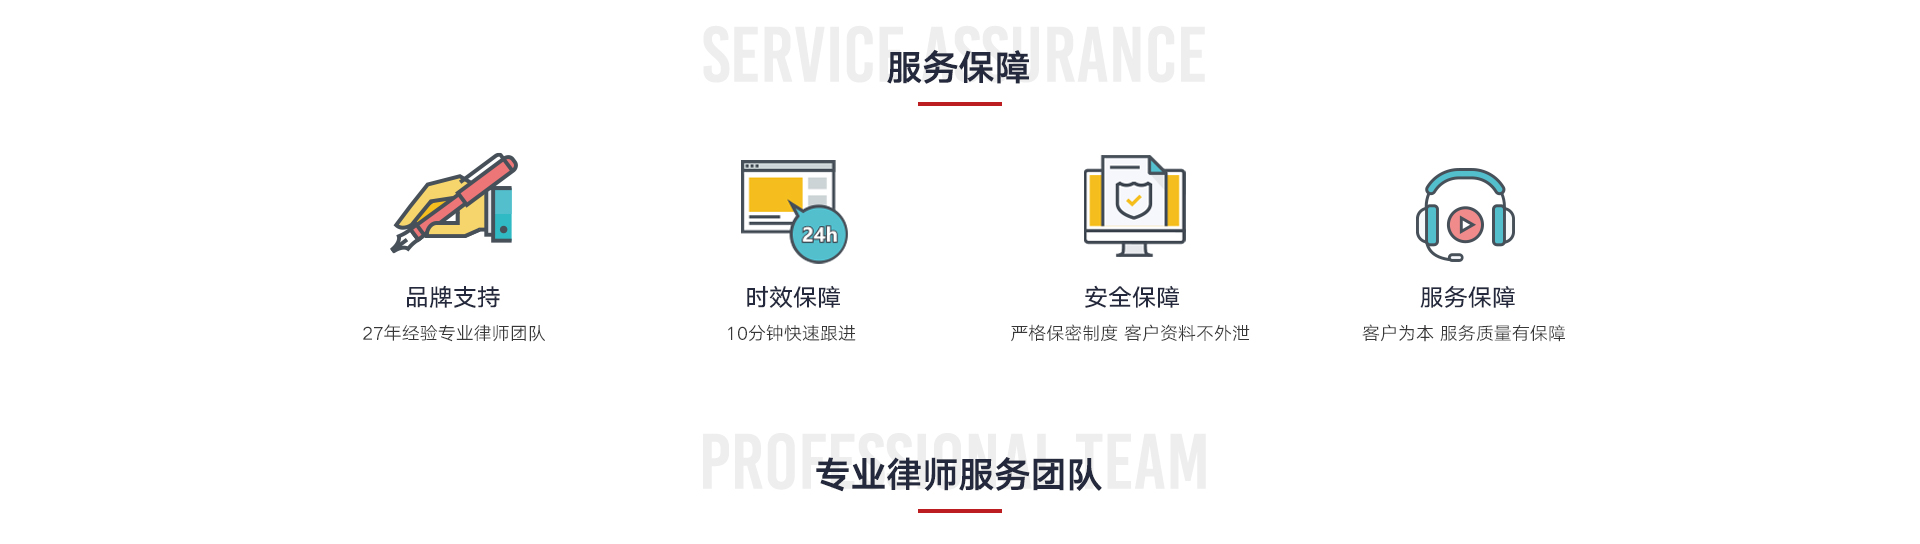 SERVICE ASSURANCE
服务保障
24h
品牌支持
时效保障
安全保障
服务保障
27年经验专业律师团队
10分钟快速跟进
严格保密制度 客户资料不外泄
客户为本 服务质量有保障
PROFESSIONAL TEAM
专业律师服务团队